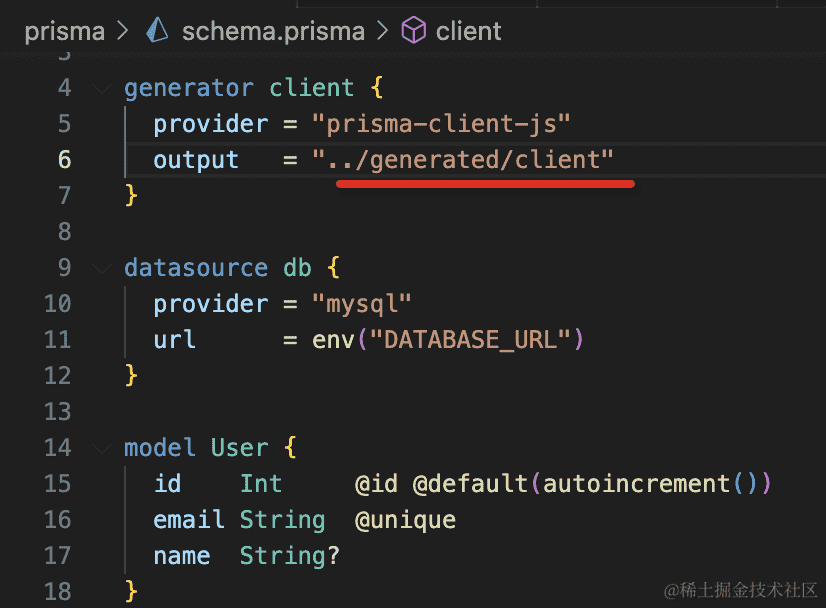 prisma > schema.prisma > client
3
4 generator client {
5   provider = "prisma-client-js"
6   output   = "../generated/client"
7 }
8
9 datasource db {
10   provider = "mysql"
11   url      = env("DATABASE_URL")
12 }
13
14 model User {
15   id    Int     @id @default(autoincrement())
16   email String  @unique
17   name  String?
18 }
@稀土掘金技术社区